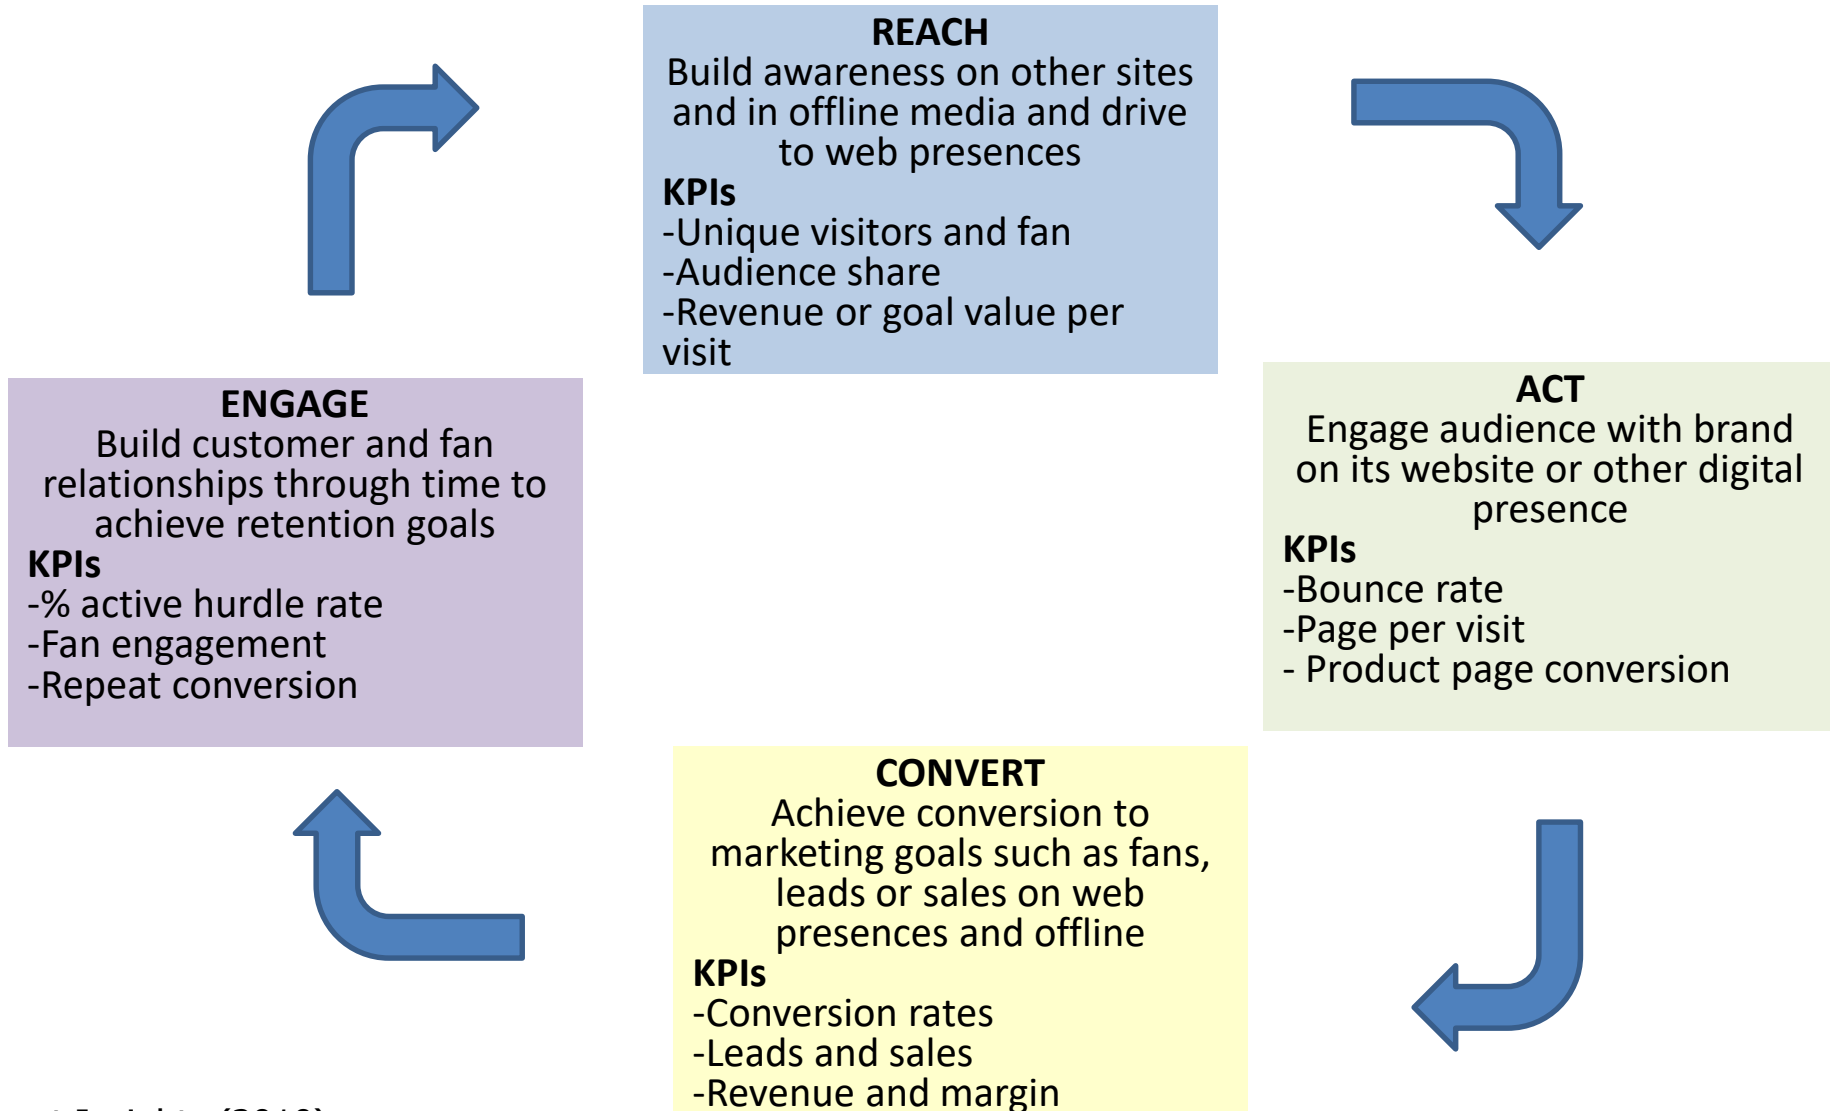 REACH
Build awareness on other sites
and in offline media and drive
to web presences
KPIs
-Unique visitors and fan
-Audience share
-Revenue or goal value per
visit
ACT
Engage audience with brand
on its website or other digital
presence
KPIs
-Bounce rate
-Page per visit
- Product page conversion
CONVERT
Achieve conversion to
marketing goals such as fans,
leads or sales on web
presences and offline
KPIs
-Conversion rates
-Leads and sales
-Revenue and margin
ENGAGE
Build customer and fan
relationships through time to
achieve retention goals
KPIs
-% active hurdle rate
-Fan engagement
-Repeat conversion